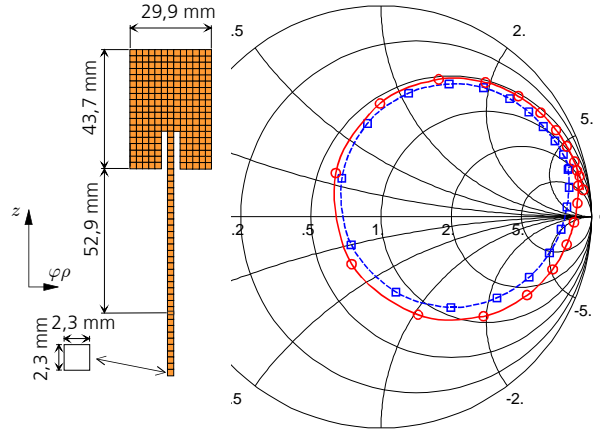 29,9 mm
43,7 mm
52,9 mm
z
φρ
2,3 mm
2,3 mm
.5
2.
5.
.2
1.
2.
5.
-5.
.5
-2.